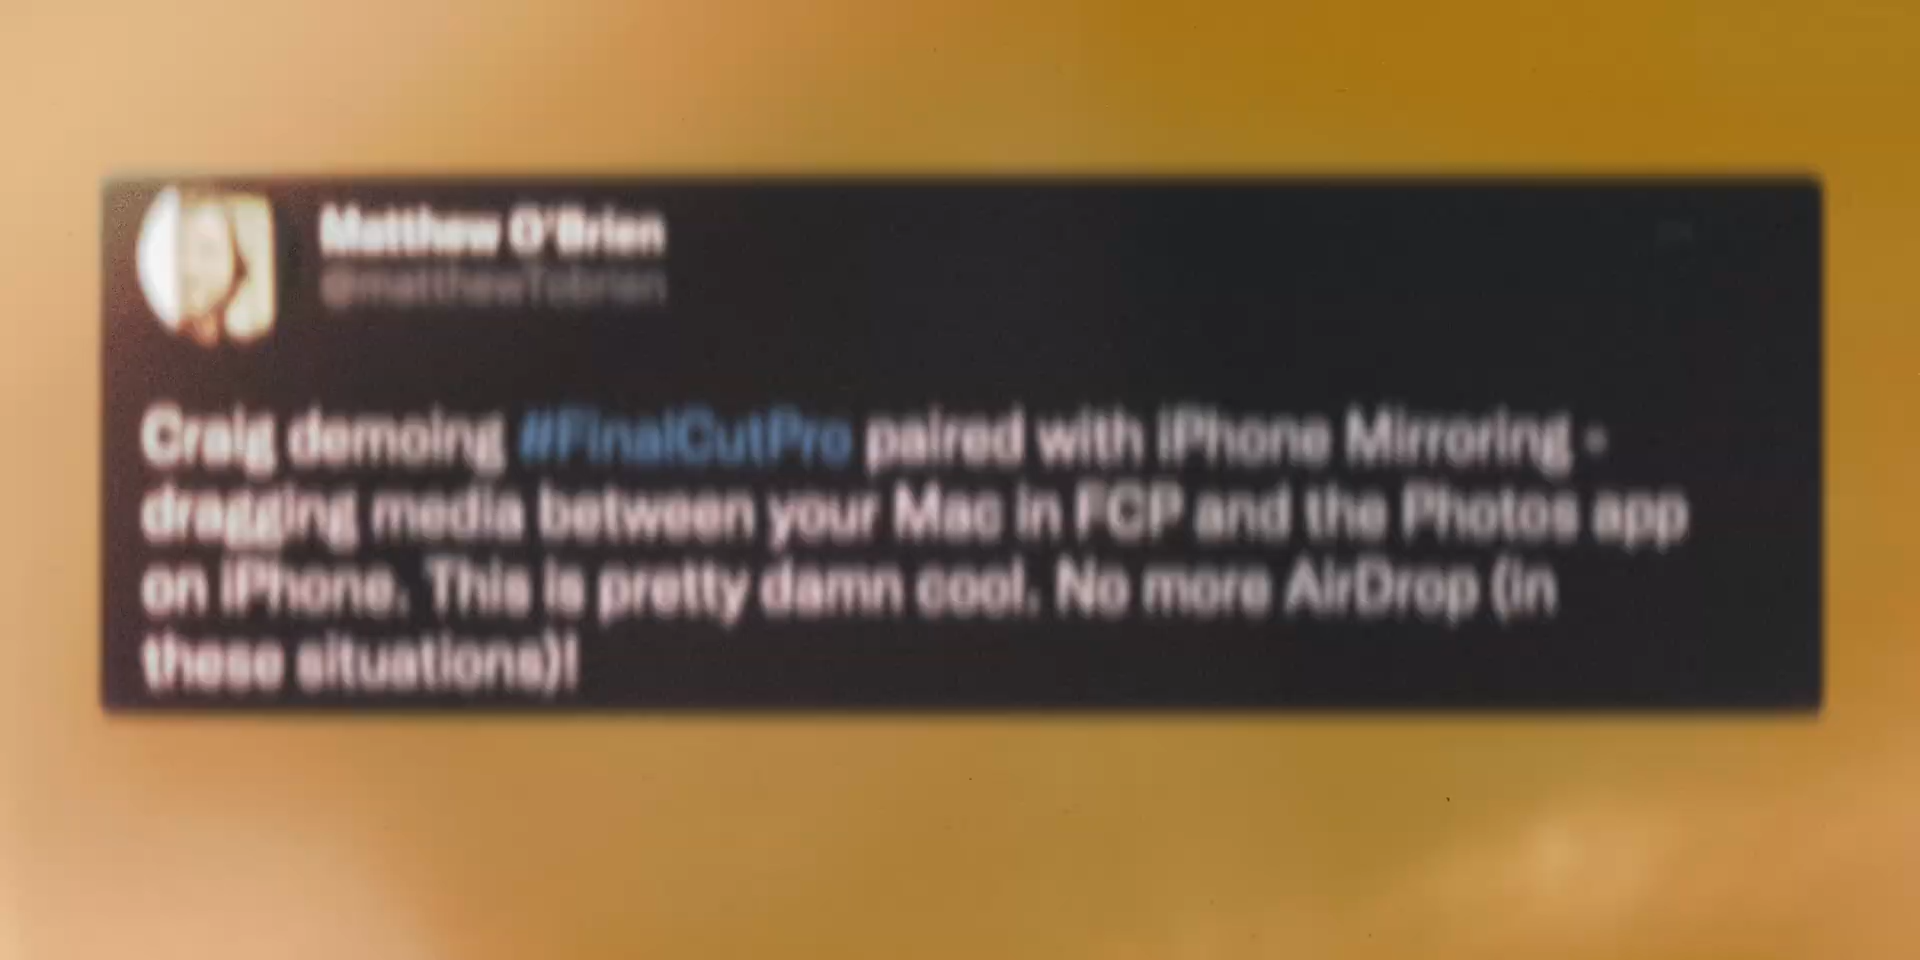 Matthew O'Brien
@matthewTobrien
Craig demoing #FinalCutPro paired with iPhone Mirroring -
dragging media between your Mac in FCP and the Photos app
on iPhone. This is pretty damn cool. No more AirDrop (in
these situations)!